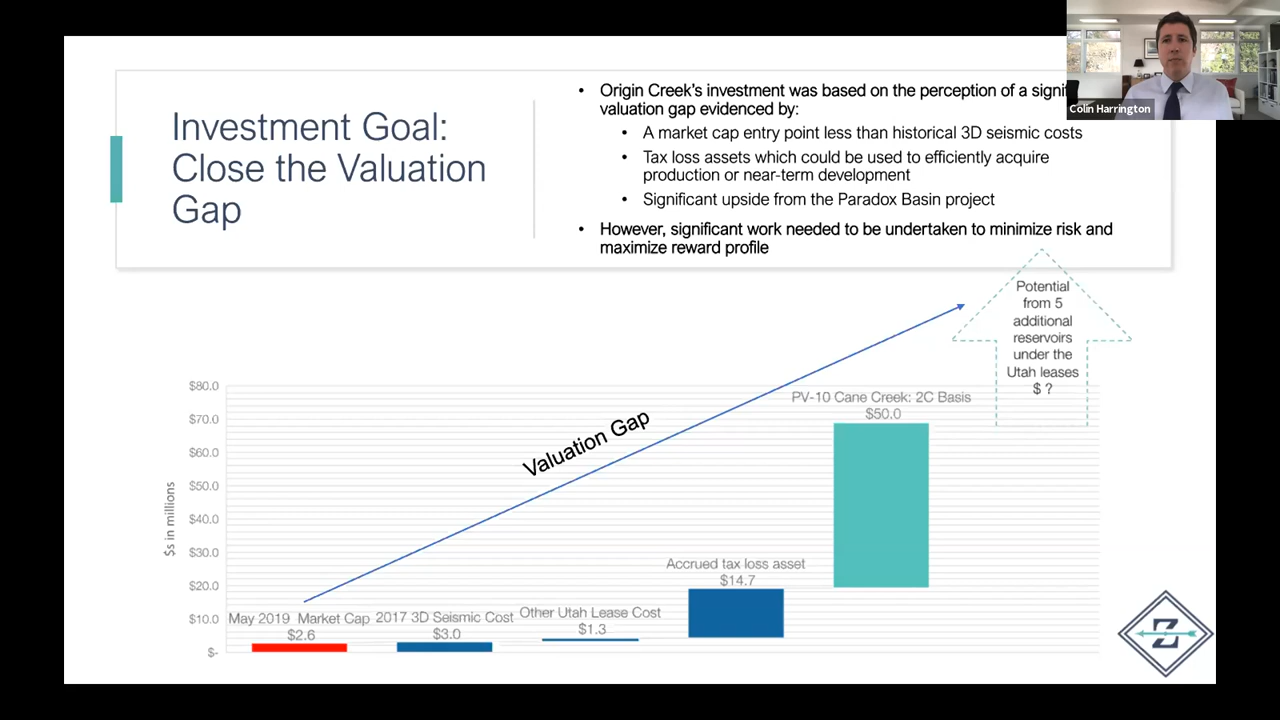 Investment Goal:
Close the Valuation
Gap
• Origin Creek's investment was based on the perception of a
valuation gap evidenced by:
• A market cap entry point less than historical 3D seismic costs
• Tax loss assets which could be used to efficiently acquire
production or near-term development
• Significant upside from the Paradox Basin project
• However, significant work needed to be undertaken to minimize risk and
maximize reward profile
Colin Harrington
Potential
from 5
additional
reservoirs
under the
Utah leases
$ ?
Valuation Gap
$s in millions
$80.0
$70.0
$60.0
$50.0
$40.0
$30.0
$20.0
$10.0
$-
May 2019 Market Cap
$2.6
2017 3D Seismic Cost
$3.0
Other Utah Lease Cost
$1.3
Accrued tax loss asset
$14.7
PV-10 Cane Creek: 2C Basis
$50.0
Z